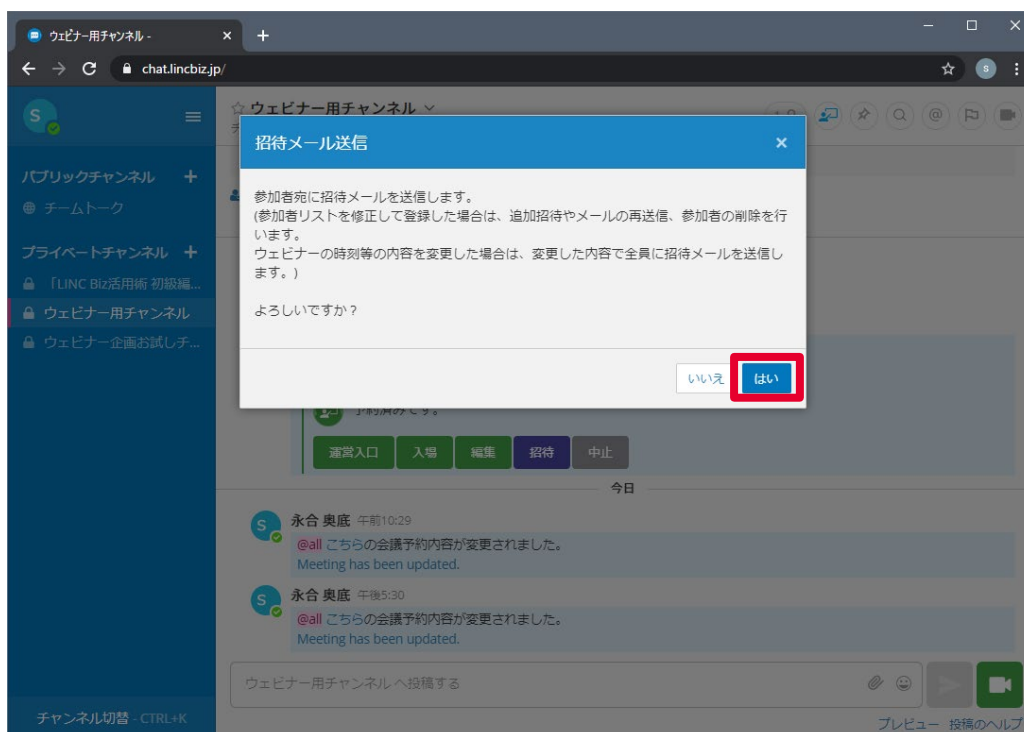 ウェビナー用チャンネル -
chat.lincbiz.jp/
S
S
ウェビナー用チャンネル
招待メール送信
参加者宛に招待メールを送信します。
(参加者リストを修正して登録した場合は、追加招待やメールの再送信、参加者の削除を行
います。
ウェビナーの時刻等の内容を変更した場合は、変更した内容で全員に招待メールを送信し
ます。)
よろしいですか？
いいえ はい
パブリックチャンネル +
チームトーク
プライベートチャンネル +
「LINC Biz活用術 初級編...
ウェビナー用チャンネル
ウェビナー企画お試しチ...
予約済みです。
運営入口 入場 編集 招待 中止
今日
S
永合 奥底 午前10:29
@all こちらの会議予約内容が変更されました。
Meeting has been updated.
S
永合 奥底 午後5:30
@all こちらの会議予約内容が変更されました。
Meeting has been updated.
ウェビナー用チャンネル へ投稿する
チャンネル切替 - CTRL+K
プレビュー 投稿のヘルプ